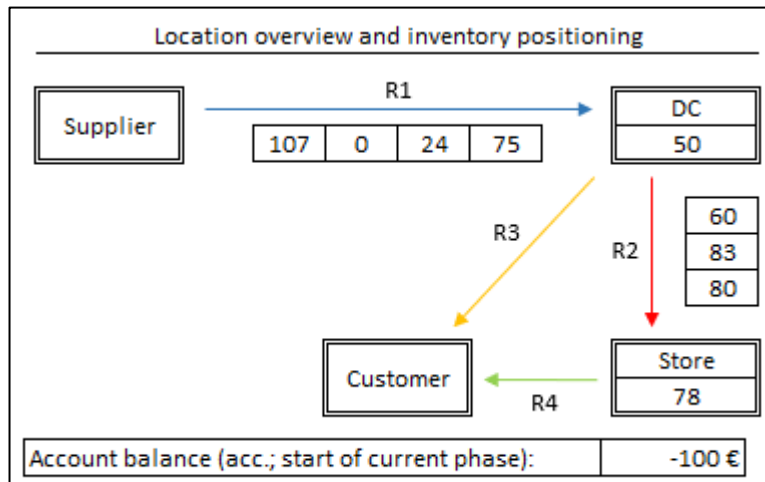 Location overview and inventory positioning
R1
Supplier
DC
107 0 24 75
50
R3
R2
60
83
80
Customer
R4
Store
78
Account balance (acc.; start of current phase): -100 €